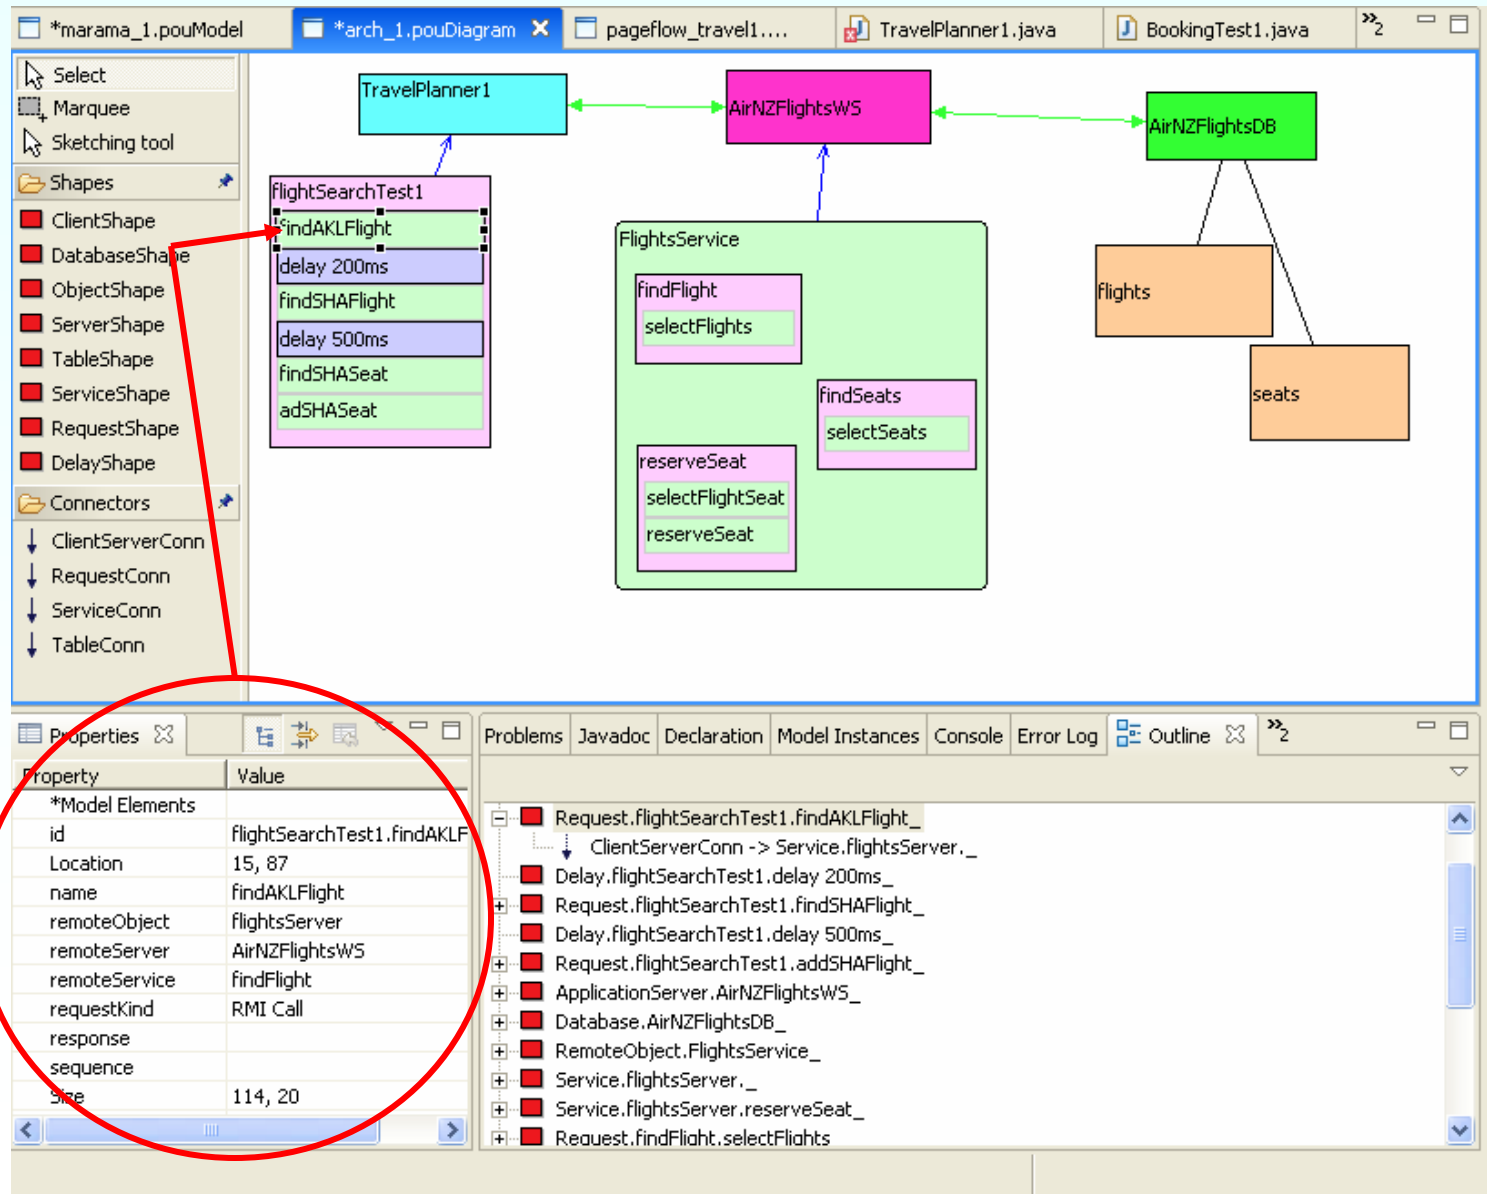 *marama_1.pouModel
*arch_1.pouDiagram
pageflow_travel1....
TravelPlanner1.java
BookingTest1.java
»2
Select
Marquee
Sketching tool
Shapes
ClientShape
DatabaseShape
ObjectShape
ServerShape
TableShape
ServiceShape
RequestShape
DelayShape
Connectors
ClientServerConn
RequestConn
ServiceConn
TableConn
TravelPlanner1
AirNZFlightsWS
AirNZFlightsDB
flightSearchTest1
findAKLFlight
delay 200ms
findSHAFlight
delay 500ms
findSHASeat
adSHASeat
FlightsService
findFlight
selectFlights
findSeats
selectSeats
reserveSeat
selectFlightSeat
reserveSeat
flights
seats
Properties
Property Value
*Model Elements
id flightSearchTest1.findAKLF
Location 15, 87
name findAKLFlight
remoteObject flightsServer
remoteServer AirNZFlightsWS
remoteService findFlight
requestKind RMI Call
response
sequence
Size 114, 20
Problems Javadoc Declaration Model Instances Console Error Log Outline »2
Request.flightSearchTest1.findAKLFlight_
ClientServerConn -> Service.flightsServer._
Delay.flightSearchTest1.delay 200ms_
Request.flightSearchTest1.findSHAFlight_
Delay.flightSearchTest1.delay 500ms_
Request.flightSearchTest1.addSHAFlight_
ApplicationServer.AirNZFlightsWS_
Database.AirNZFlightsDB_
RemoteObject.FlightsService_
Service.flightsServer._
Service.flightsServer.reserveSeat_
Request.findFlight.selectFlights